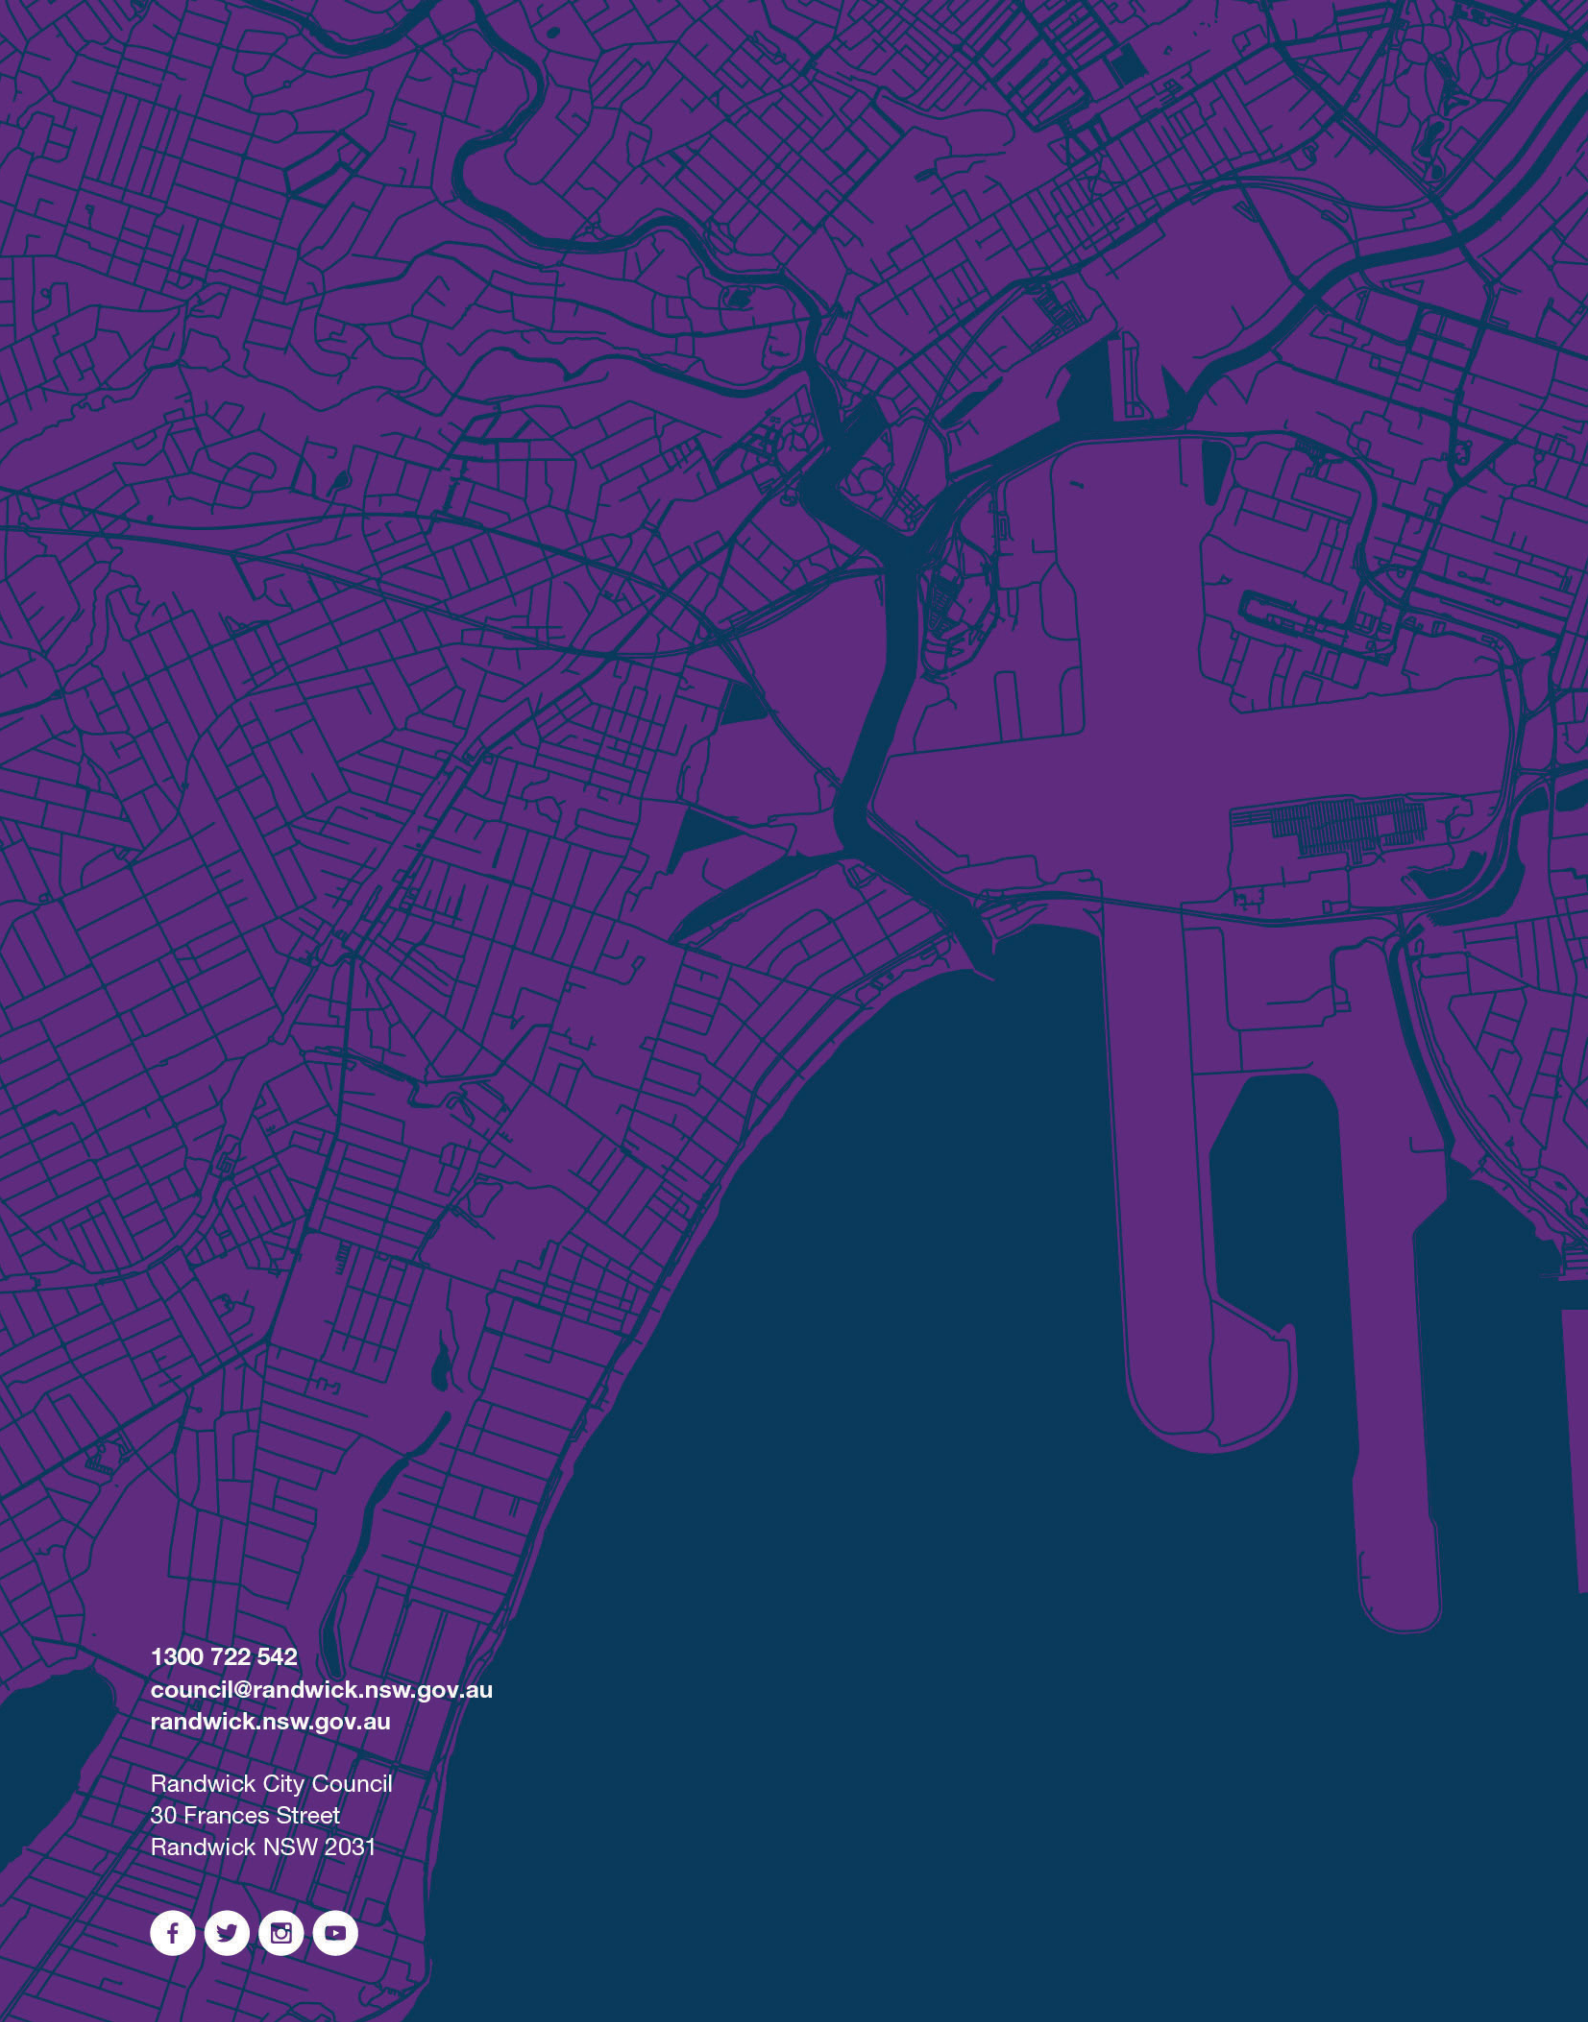 1300 722 542
council@randwick.nsw.gov.au
randwick.nsw.gov.au
Randwick City Council
30 Frances Street
Randwick NSW 2031